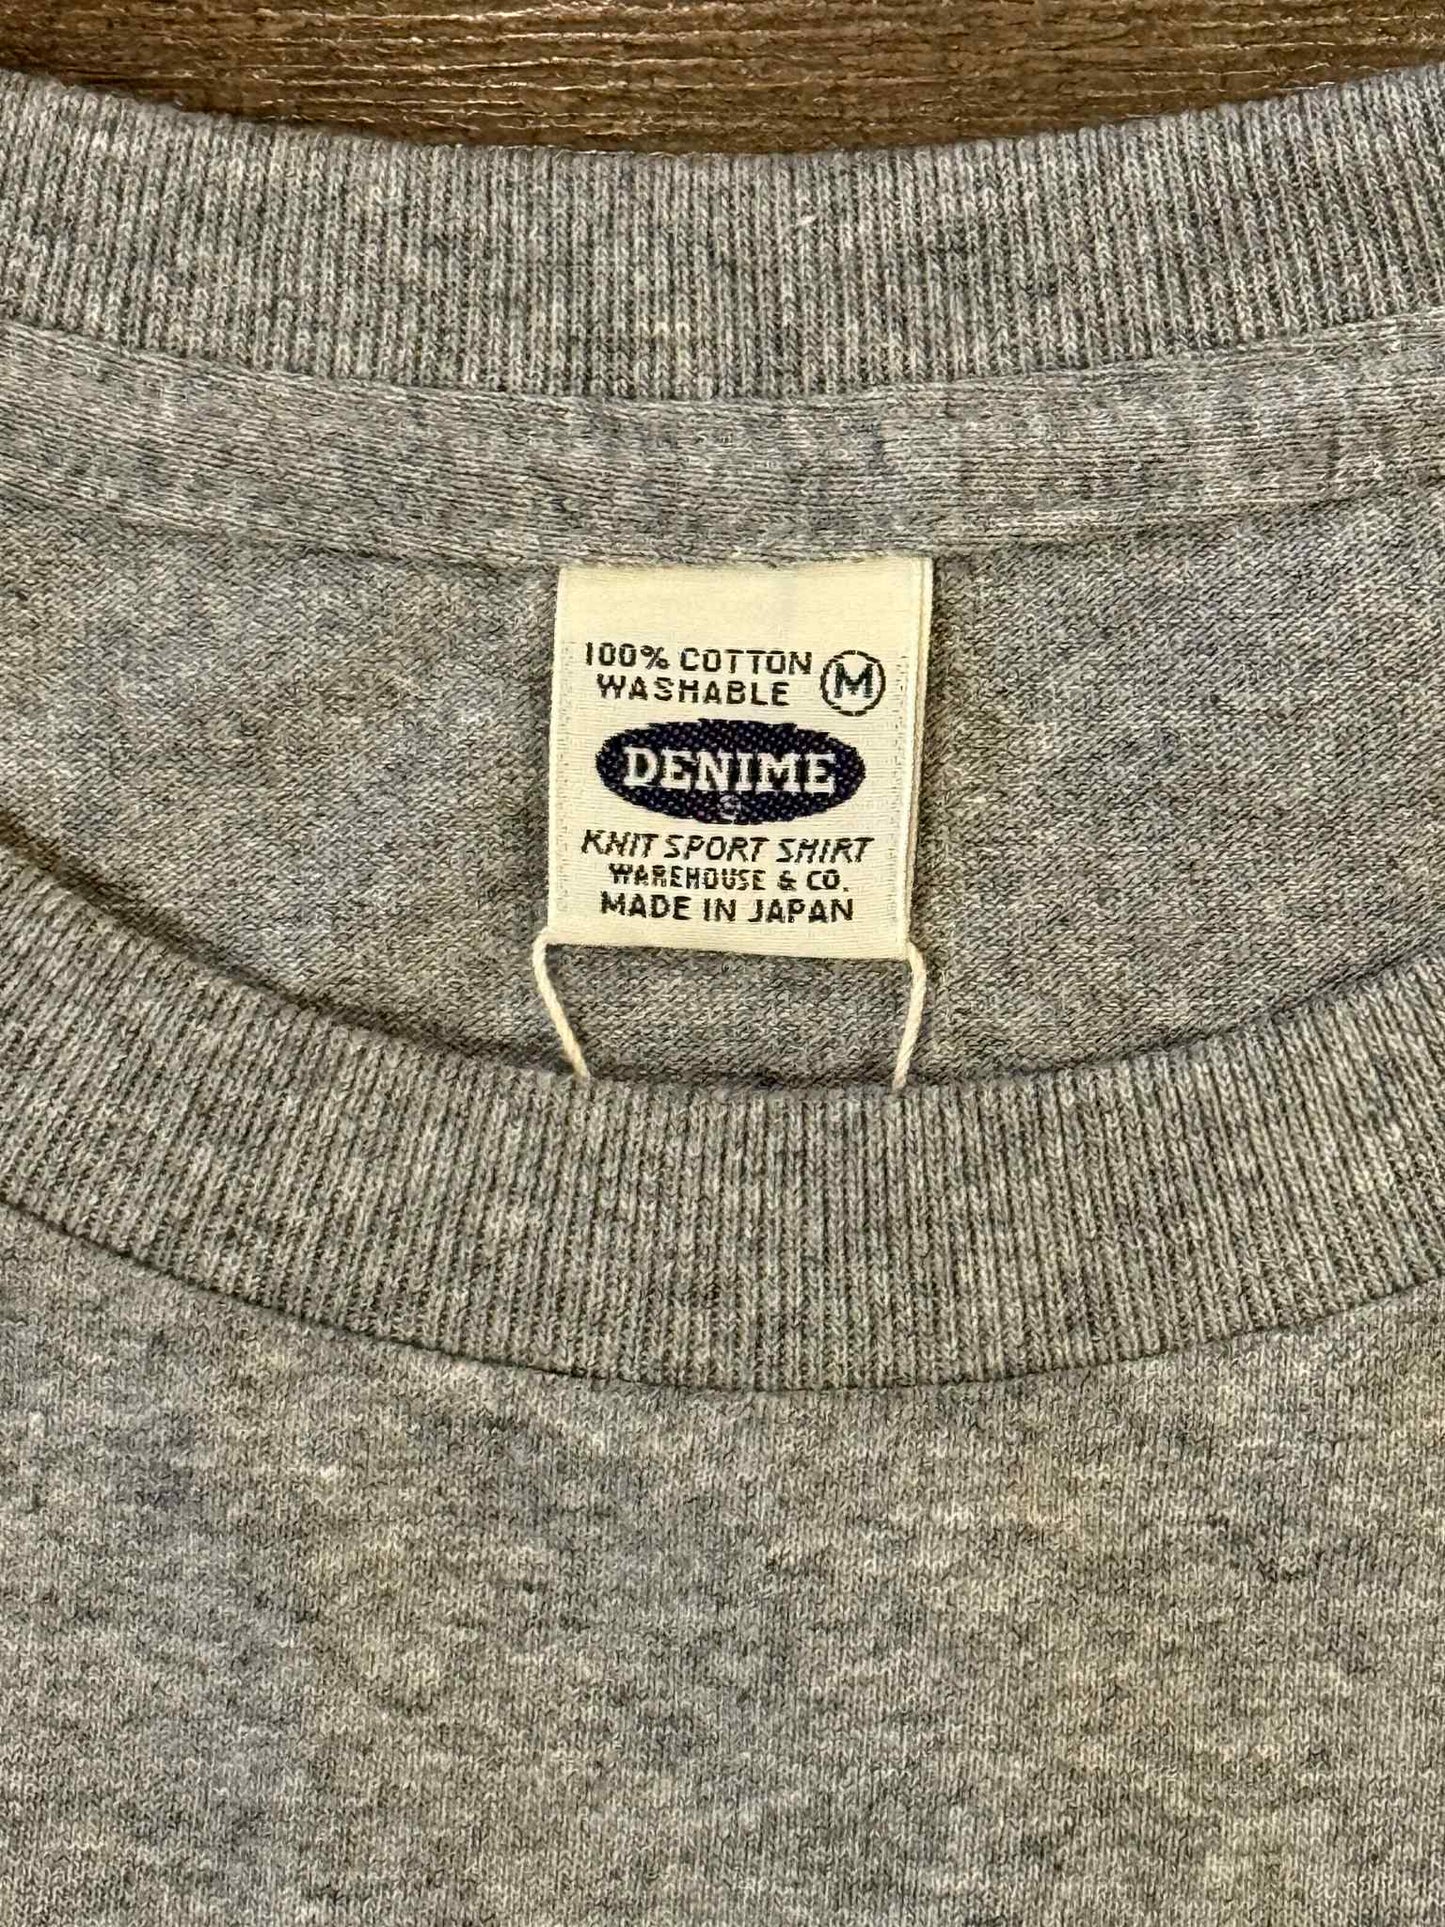 100% COTTON M
WASHABLE
DENIME
S
KNIT SPORT SHIRT
WAREHOUSE & CO.
MADE IN JAPAN